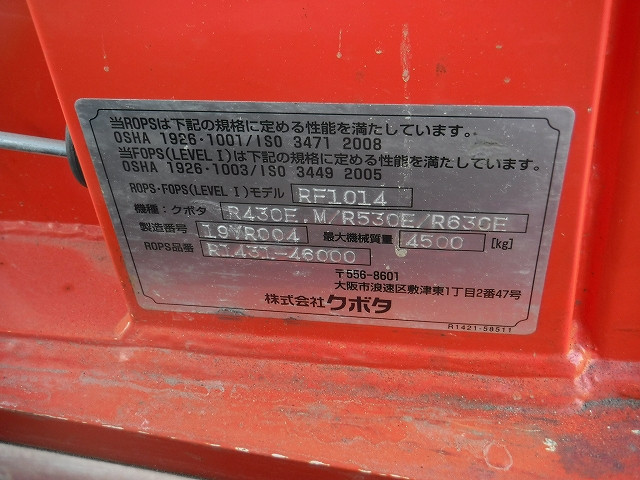 当ROPSは下記の規格に定める性能を満たしています。
OSHA 1926・1001/ISO 3471 2008
当FOPS(LEVEL I)は下記の規格に定める性能を満たしています。
OSHA 1926・1003/ISO 3449 2005
ROPS・FOPS(LEVEL I)モデル RF1014
機種：クボタ R430E,M/R530E/R630E
製造番号 19YR004 最大機械質量 4500 [kg]
ROPS品番 R1431-46000
〒556-8601
大阪市浪速区敷津東1丁目2番47号
株式会社クボタ
R1421-58511